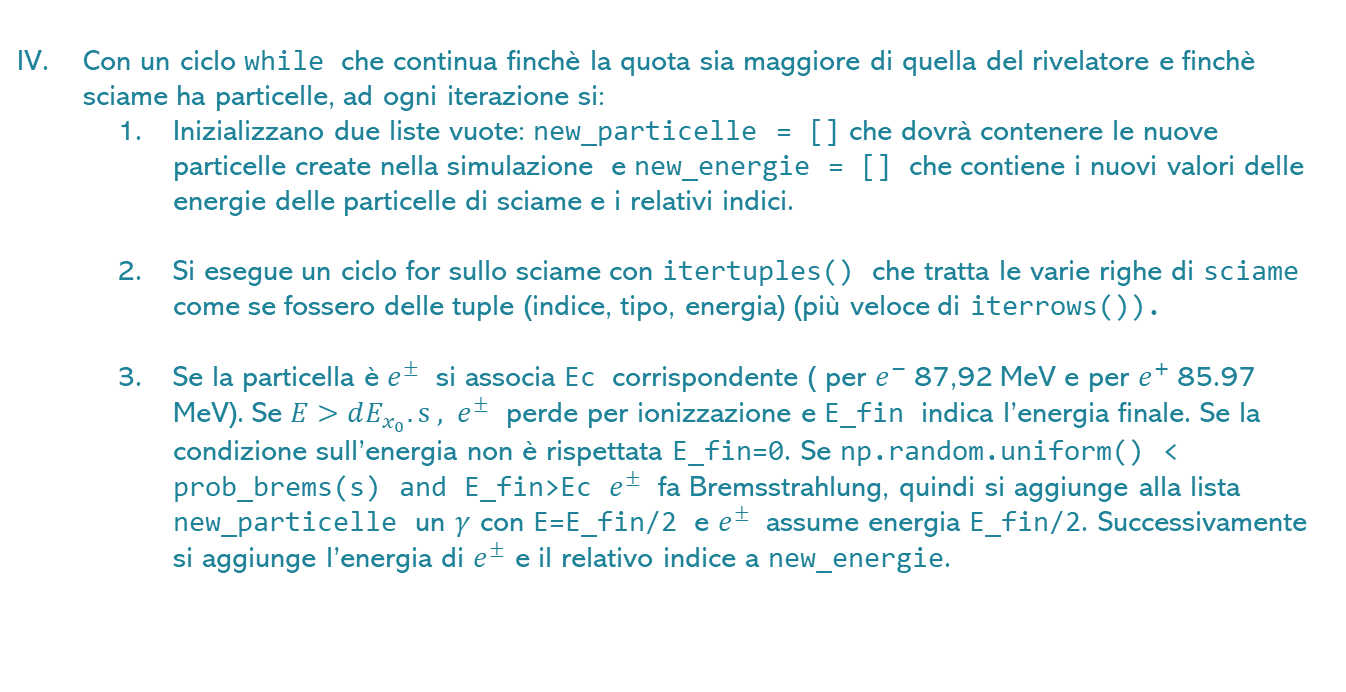 IV. Con un ciclo while che continua finchè la quota sia maggiore di quella del rivelatore e finchè
sciame ha particelle, ad ogni iterazione si:
1. Inizializzano due liste vuote: new_particelle = [] che dovrà contenere le nuove
particelle create nella simulazione e new_energie = [] che contiene i nuovi valori delle
energie delle particelle di sciame e i relativi indici.
2. Si esegue un ciclo for sullo sciame con itertuples() che tratta le varie righe di sciame
come se fossero delle tuple (indice, tipo, energia) (più veloce di iterrows()).
3. Se la particella è e± si associa Ec corrispondente ( per e⁻ 87,92 MeV e per e⁺ 85.97
MeV). Se E > dEₓ₀.s, e± perde per ionizzazione e E_fin indica l'energia finale. Se la
condizione sull'energia non è rispettata E_fin=0. Se np.random.uniform() <
prob_brems(s) and E_fin>Ec e± fa Bremsstrahlung, quindi si aggiunge alla lista
new_particelle un γ con E=E_fin/2 e e± assume energia E_fin/2. Successivamente
si aggiunge l'energia di e± e il relativo indice a new_energie.